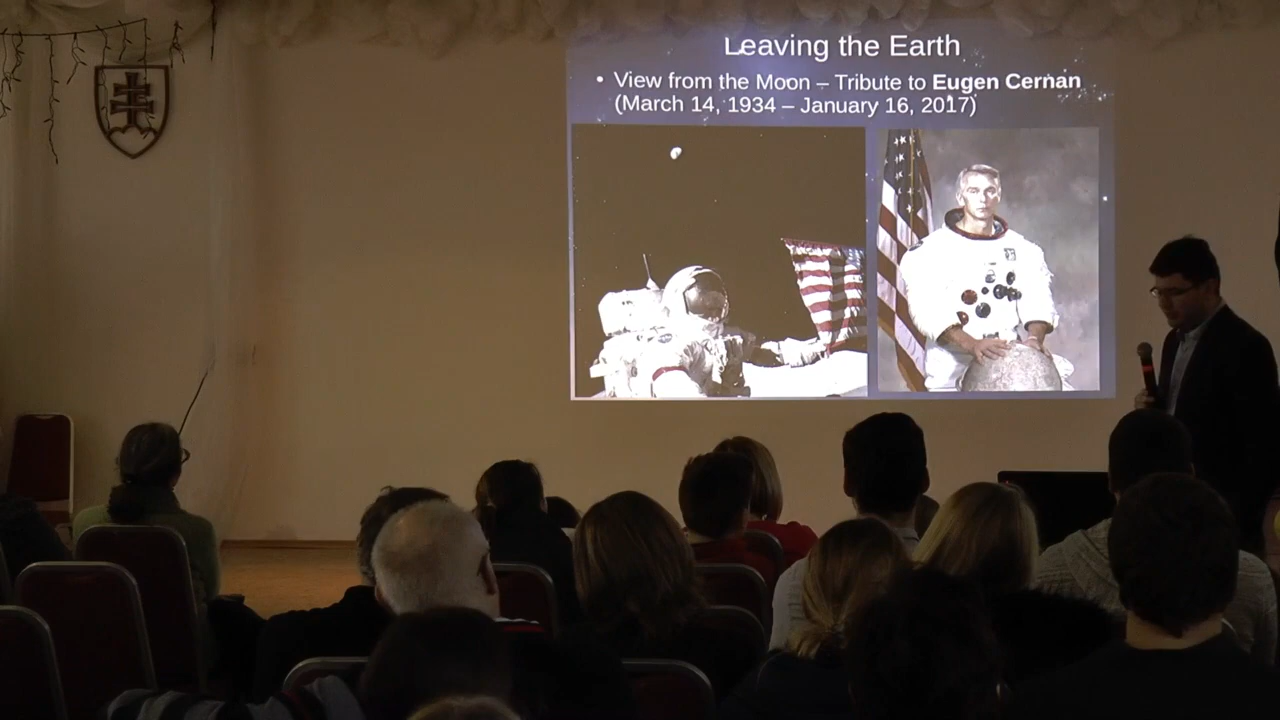 Leaving the Earth
• View from the Moon – Tribute to Eugen Cernan
(March 14, 1934 – January 16, 2017)